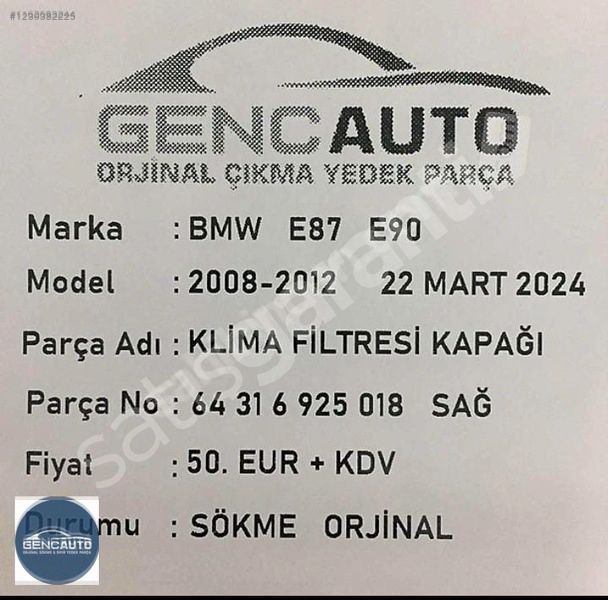 GENCAUTO
ORJİNAL ÇIKMA YEDEK PARÇA
Marka : BMW E87 E90
Model : 2008-2012 22 MART 2024
Parça Adı : KLİMA FİLTRESİ KAPAĞI
Parça No : 64 31 6 925 018 SAĞ
Fiyat : 50. EUR + KDV
Durumu : SÖKME ORJİNAL
GENCAUTO
satışgaranti